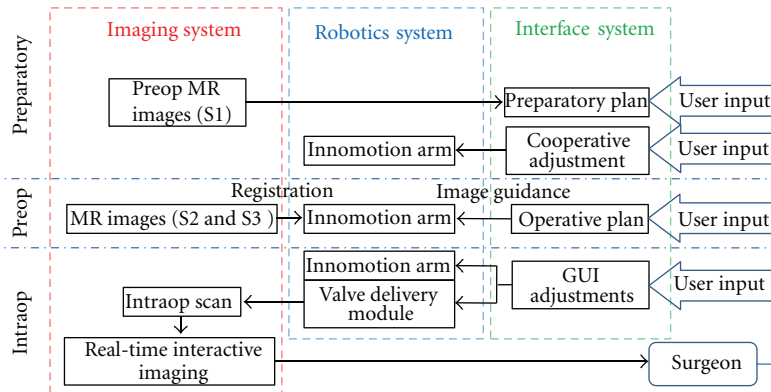 Imaging system
Robotics system
Interface system
Preparatory
Preop MR
images (S1)
Preparatory plan
User input
Innomotion arm
Cooperative
adjustment
User input
Preop
Registration
Image guidance
MR images (S2 and S3 )
Innomotion arm
Operative plan
User input
Intraop
Innomotion arm
Valve delivery
module
GUI
adjustments
User input
Intraop scan
Real-time interactive
imaging
Surgeon